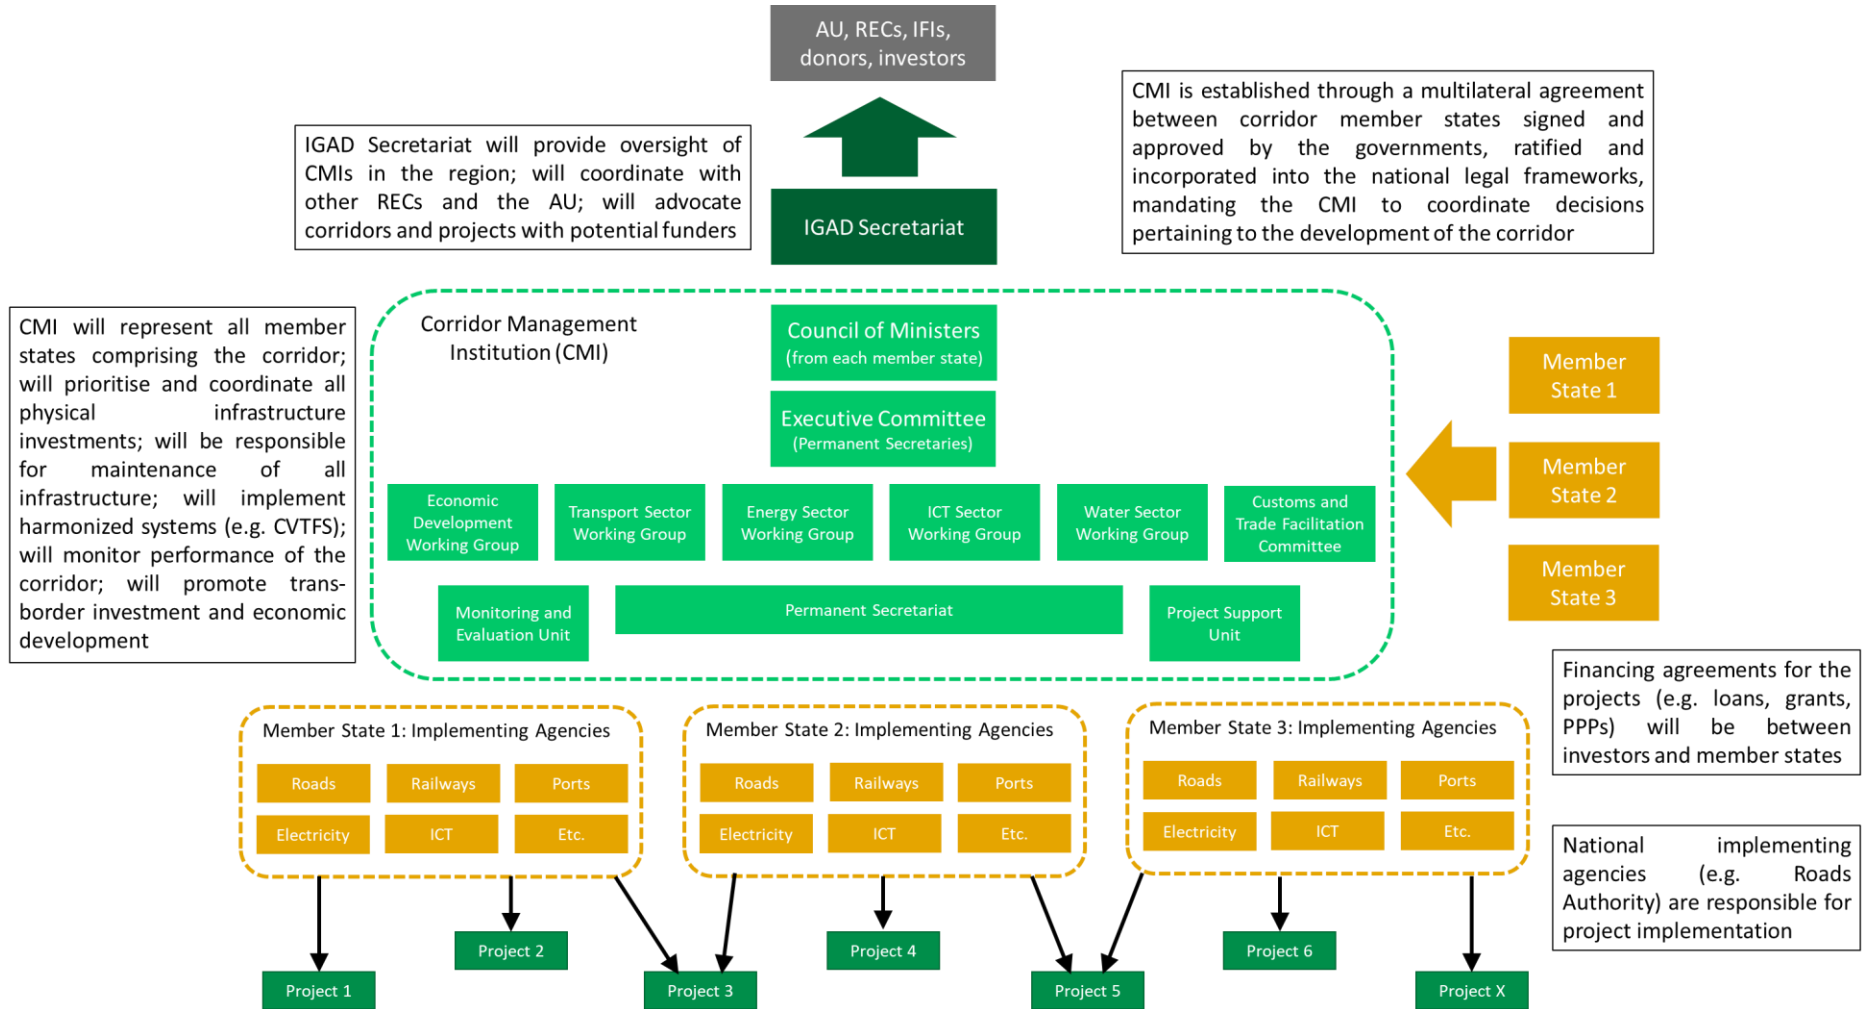 AU, RECs, IFIs,
donors, investors
IGAD Secretariat will provide oversight of
CMIs in the region; will coordinate with
other RECs and the AU; will advocate
corridors and projects with potential funders
IGAD Secretariat
CMI is established through a multilateral agreement
between corridor member states signed and
approved by the governments, ratified and
incorporated into the national legal frameworks,
mandating the CMI to coordinate decisions
pertaining to the development of the corridor
CMI will represent all member
states comprising the corridor;
will prioritise and coordinate all
physical infrastructure
investments; will be responsible
for maintenance of all
infrastructure; will implement
harmonized systems (e.g. CVTFS);
will monitor performance of the
corridor; will promote trans-
border investment and economic
development
Corridor Management
Institution (CMI)
Council of Ministers
(from each member state)
Executive Committee
(Permanent Secretaries)
Economic
Development
Working Group
Transport Sector
Working Group
Energy Sector
Working Group
ICT Sector
Working Group
Water Sector
Working Group
Customs and
Trade Facilitation
Committee
Monitoring and
Evaluation Unit
Permanent Secretariat
Project Support
Unit
Member
State 1
Member
State 2
Member
State 3
Financing agreements for the
projects (e.g. loans, grants,
PPPs) will be between
investors and member states
Member State 1: Implementing Agencies
Roads
Railways
Ports
Electricity
ICT
Etc.
Member State 2: Implementing Agencies
Roads
Railways
Ports
Electricity
ICT
Etc.
Member State 3: Implementing Agencies
Roads
Railways
Ports
Electricity
ICT
Etc.
National implementing
agencies (e.g. Roads
Authority) are responsible for
project implementation
Project 1
Project 2
Project 3
Project 4
Project 5
Project 6
Project X